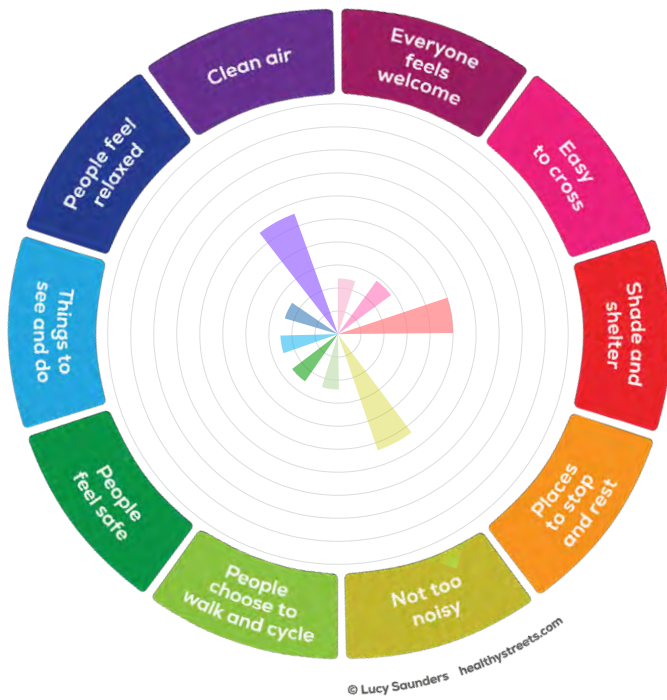 Everyone
feels
welcome
Easy
to cross
Shade and
shelter
Places
to stop
and rest
Not too
noisy
People
choose to
walk and cycle
People
feel safe
Things to
see and do
People feel
relaxed
Clean air
© Lucy Saunders healthystreets.com